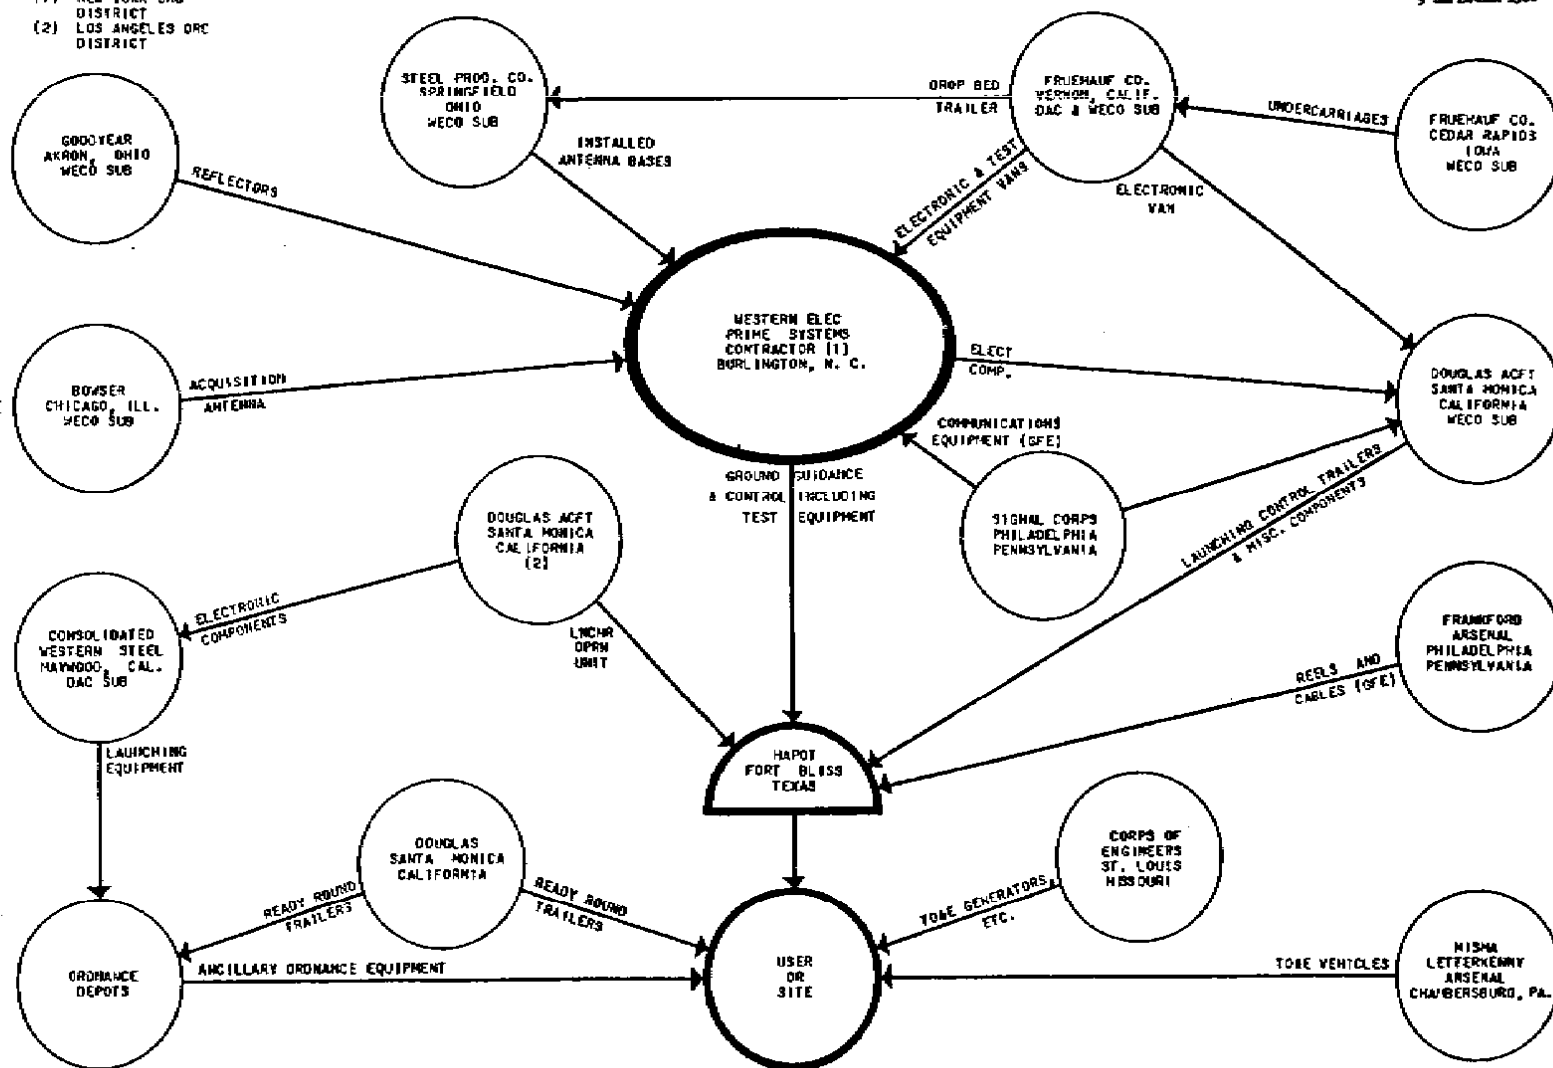 DISTRICT
(2) LOS ANGELES ORC
DISTRICT
GOODYEAR
AKRON, OHIO
WECO SUB
STEEL PROD. CO.
SPRINGFIELD
OHIO
WECO SUB
DROP BED
TRAILER
FRUEHAUF CO.
VERNON, CALIF.
DAC & WECO SUB
UNDERCARRIAGES
FRUEHAUF CO.
CEDAR RAPIDS
IOWA
WECO SUB
REFLECTORS
INSTALLED
ANTENNA BASES
ELECTRONIC & TEST
EQUIPMENT VANS
ELECTRONIC
VAN
WESTERN ELEC
PRIME SYSTEMS
CONTRACTOR (1)
BURLINGTON, N. C.
BOWSER
CHICAGO, ILL.
WECO SUB
ACQUISITION
ANTENNA
ELECT
COMP.
DOUGLAS ACFT
SANTA MONICA
CALIFORNIA
WECO SUB
COMMUNICATIONS
EQUIPMENT (GFE)
GROUND GUIDANCE
& CONTROL INCLUDING
TEST EQUIPMENT
DOUGLAS ACFT
SANTA MONICA
CALIFORNIA
(2)
SIGNAL CORPS
PHILADELPHIA
PENNSYLVANIA
LAUNCHING CONTROL TRAILERS
& MISC. COMPONENTS
ELECTRONIC
COMPONENTS
CONSOLIDATED
WESTERN STEEL
MAYWOOD, CAL.
DAC SUB
LNCHR
OPRN
UNIT
FRANKFORD
ARSENAL
PHILADELPHIA
PENNSYLVANIA
REELS AND
CABLES (GFE)
LAUNCHING
EQUIPMENT
HAPOT
FORT BLISS
TEXAS
DOUGLAS
SANTA MONICA
CALIFORNIA
CORPS OF
ENGINEERS
ST. LOUIS
MISSOURI
READY ROUND
TRAILERS
READY ROUND
TRAILERS
TO&E GENERATORS,
ETC.
ORDNANCE
DEPOTS
ANCILLARY ORDNANCE EQUIPMENT
USER
OR
SITE
TO&E VEHICLES
LETTERKENNY
ARSENAL
CHAMBERSBURG, PA.